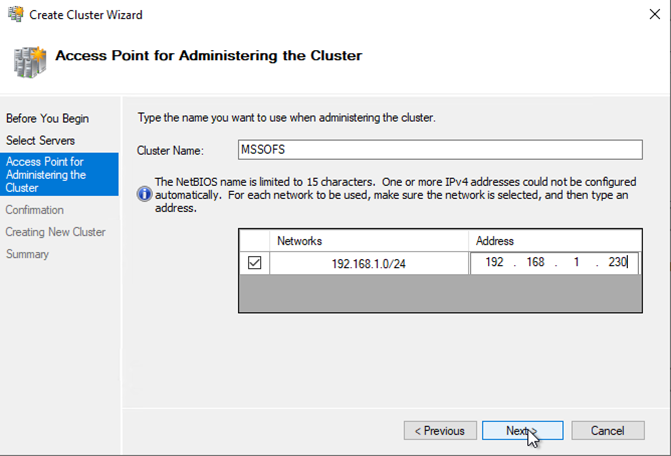 Create Cluster Wizard
Access Point for Administering the Cluster
Before You Begin
Select Servers
Access Point for
Administering the
Cluster
Confirmation
Creating New Cluster
Summary
Type the name you want to use when administering the cluster.
Cluster Name:
MSSOFS
The NetBIOS name is limited to 15 characters. One or more IPv4 addresses could not be configured
automatically. For each network to be used, make sure the network is selected, and then type an
address.
Networks Address
192.168.1.0/24 192 . 168 . 1 . 230
< Previous Next > Cancel